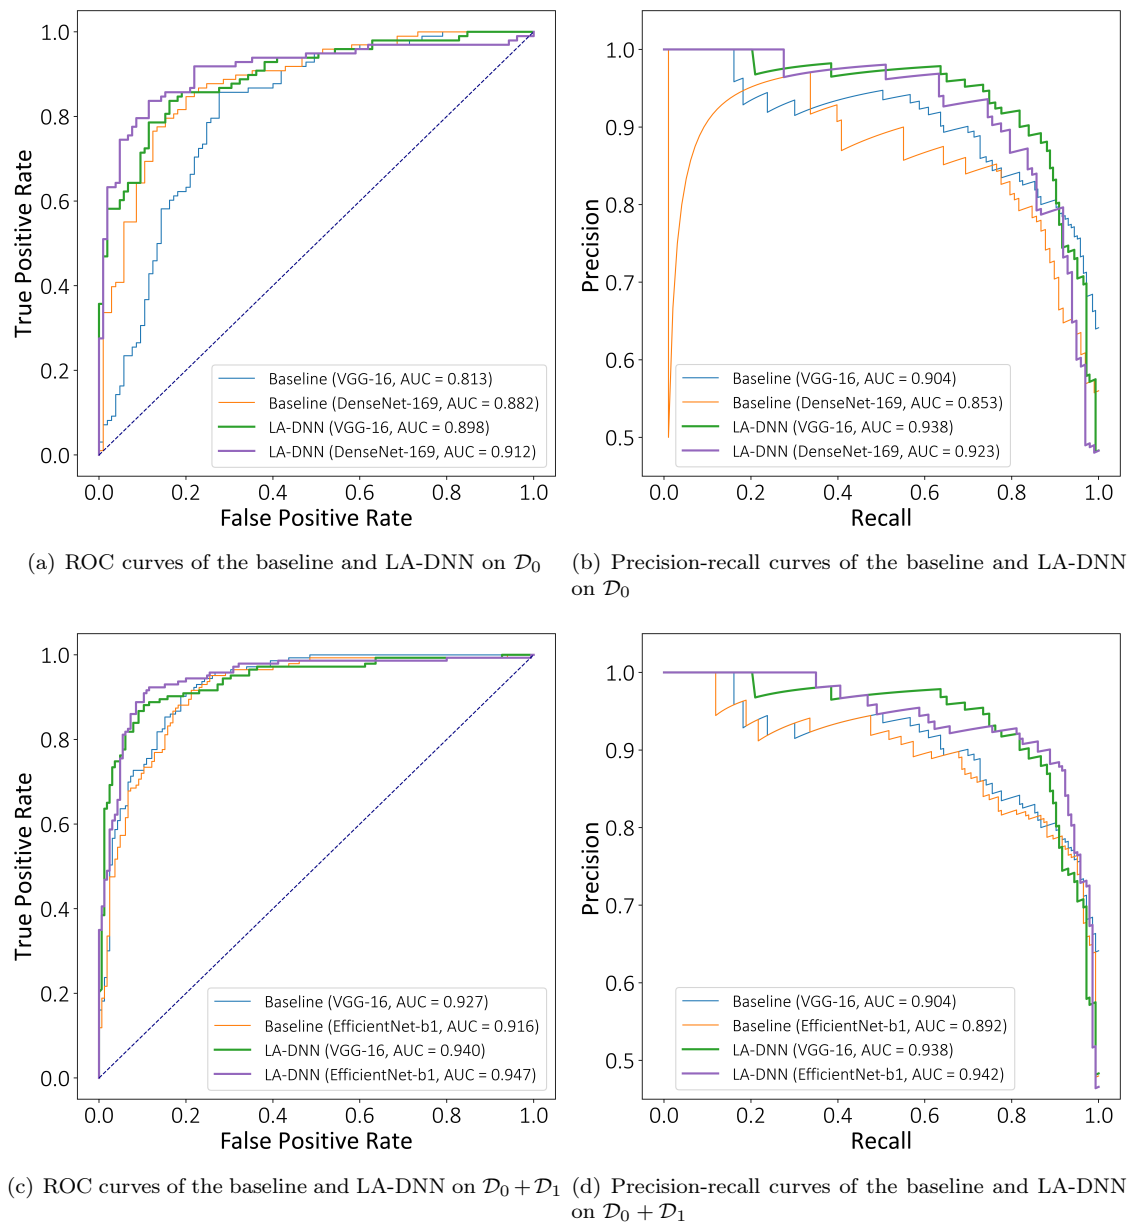 1.0
0.8
0.6
0.4
0.2
0.0
True Positive Rate
0.0 0.2 0.4 0.6 0.8 1.0
False Positive Rate
Baseline (VGG-16, AUC = 0.813)
Baseline (DenseNet-169, AUC = 0.882)
LA-DNN (VGG-16, AUC = 0.898)
LA-DNN (DenseNet-169, AUC = 0.912)
1.0
0.9
0.8
0.7
0.6
0.5
Precision
0.0 0.2 0.4 0.6 0.8 1.0
Recall
Baseline (VGG-16, AUC = 0.904)
Baseline (DenseNet-169, AUC = 0.853)
LA-DNN (VGG-16, AUC = 0.938)
LA-DNN (DenseNet-169, AUC = 0.923)
(a) ROC curves of the baseline and LA-DNN on 𝒟₀
(b) Precision-recall curves of the baseline and LA-DNN
on 𝒟₀
1.0
0.8
0.6
0.4
0.2
0.0
True Positive Rate
0.0 0.2 0.4 0.6 0.8 1.0
False Positive Rate
Baseline (VGG-16, AUC = 0.927)
Baseline (EfficientNet-b1, AUC = 0.916)
LA-DNN (VGG-16, AUC = 0.940)
LA-DNN (EfficientNet-b1, AUC = 0.947)
1.0
0.9
0.8
0.7
0.6
0.5
Precision
0.0 0.2 0.4 0.6 0.8 1.0
Recall
Baseline (VGG-16, AUC = 0.904)
Baseline (EfficientNet-b1, AUC = 0.892)
LA-DNN (VGG-16, AUC = 0.938)
LA-DNN (EfficientNet-b1, AUC = 0.942)
(c) ROC curves of the baseline and LA-DNN on 𝒟₀ + 𝒟₁
(d) Precision-recall curves of the baseline and LA-DNN
on 𝒟₀ + 𝒟₁